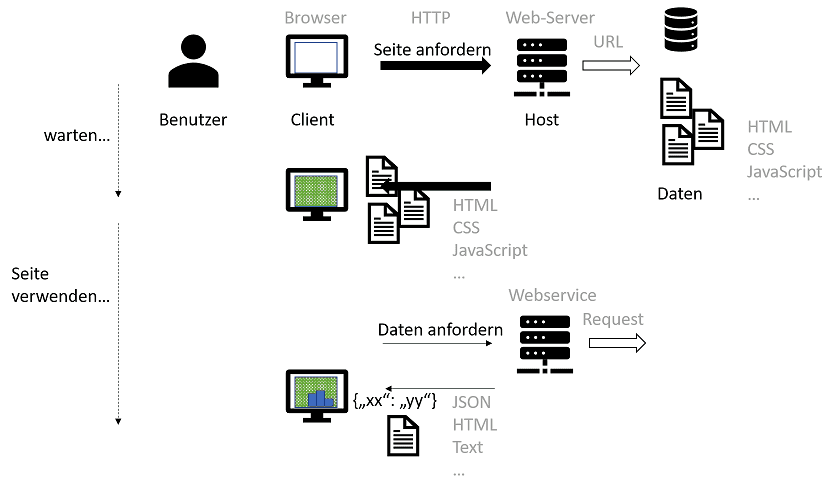 Browser
HTTP
Web-Server
Seite anfordern
URL
Benutzer
Client
Host
warten…
HTML
CSS
JavaScript
…
Daten
HTML
CSS
JavaScript
…
Seite
verwenden…
Webservice
Daten anfordern
Request
{„xx“: „yy“}
JSON
HTML
Text
…